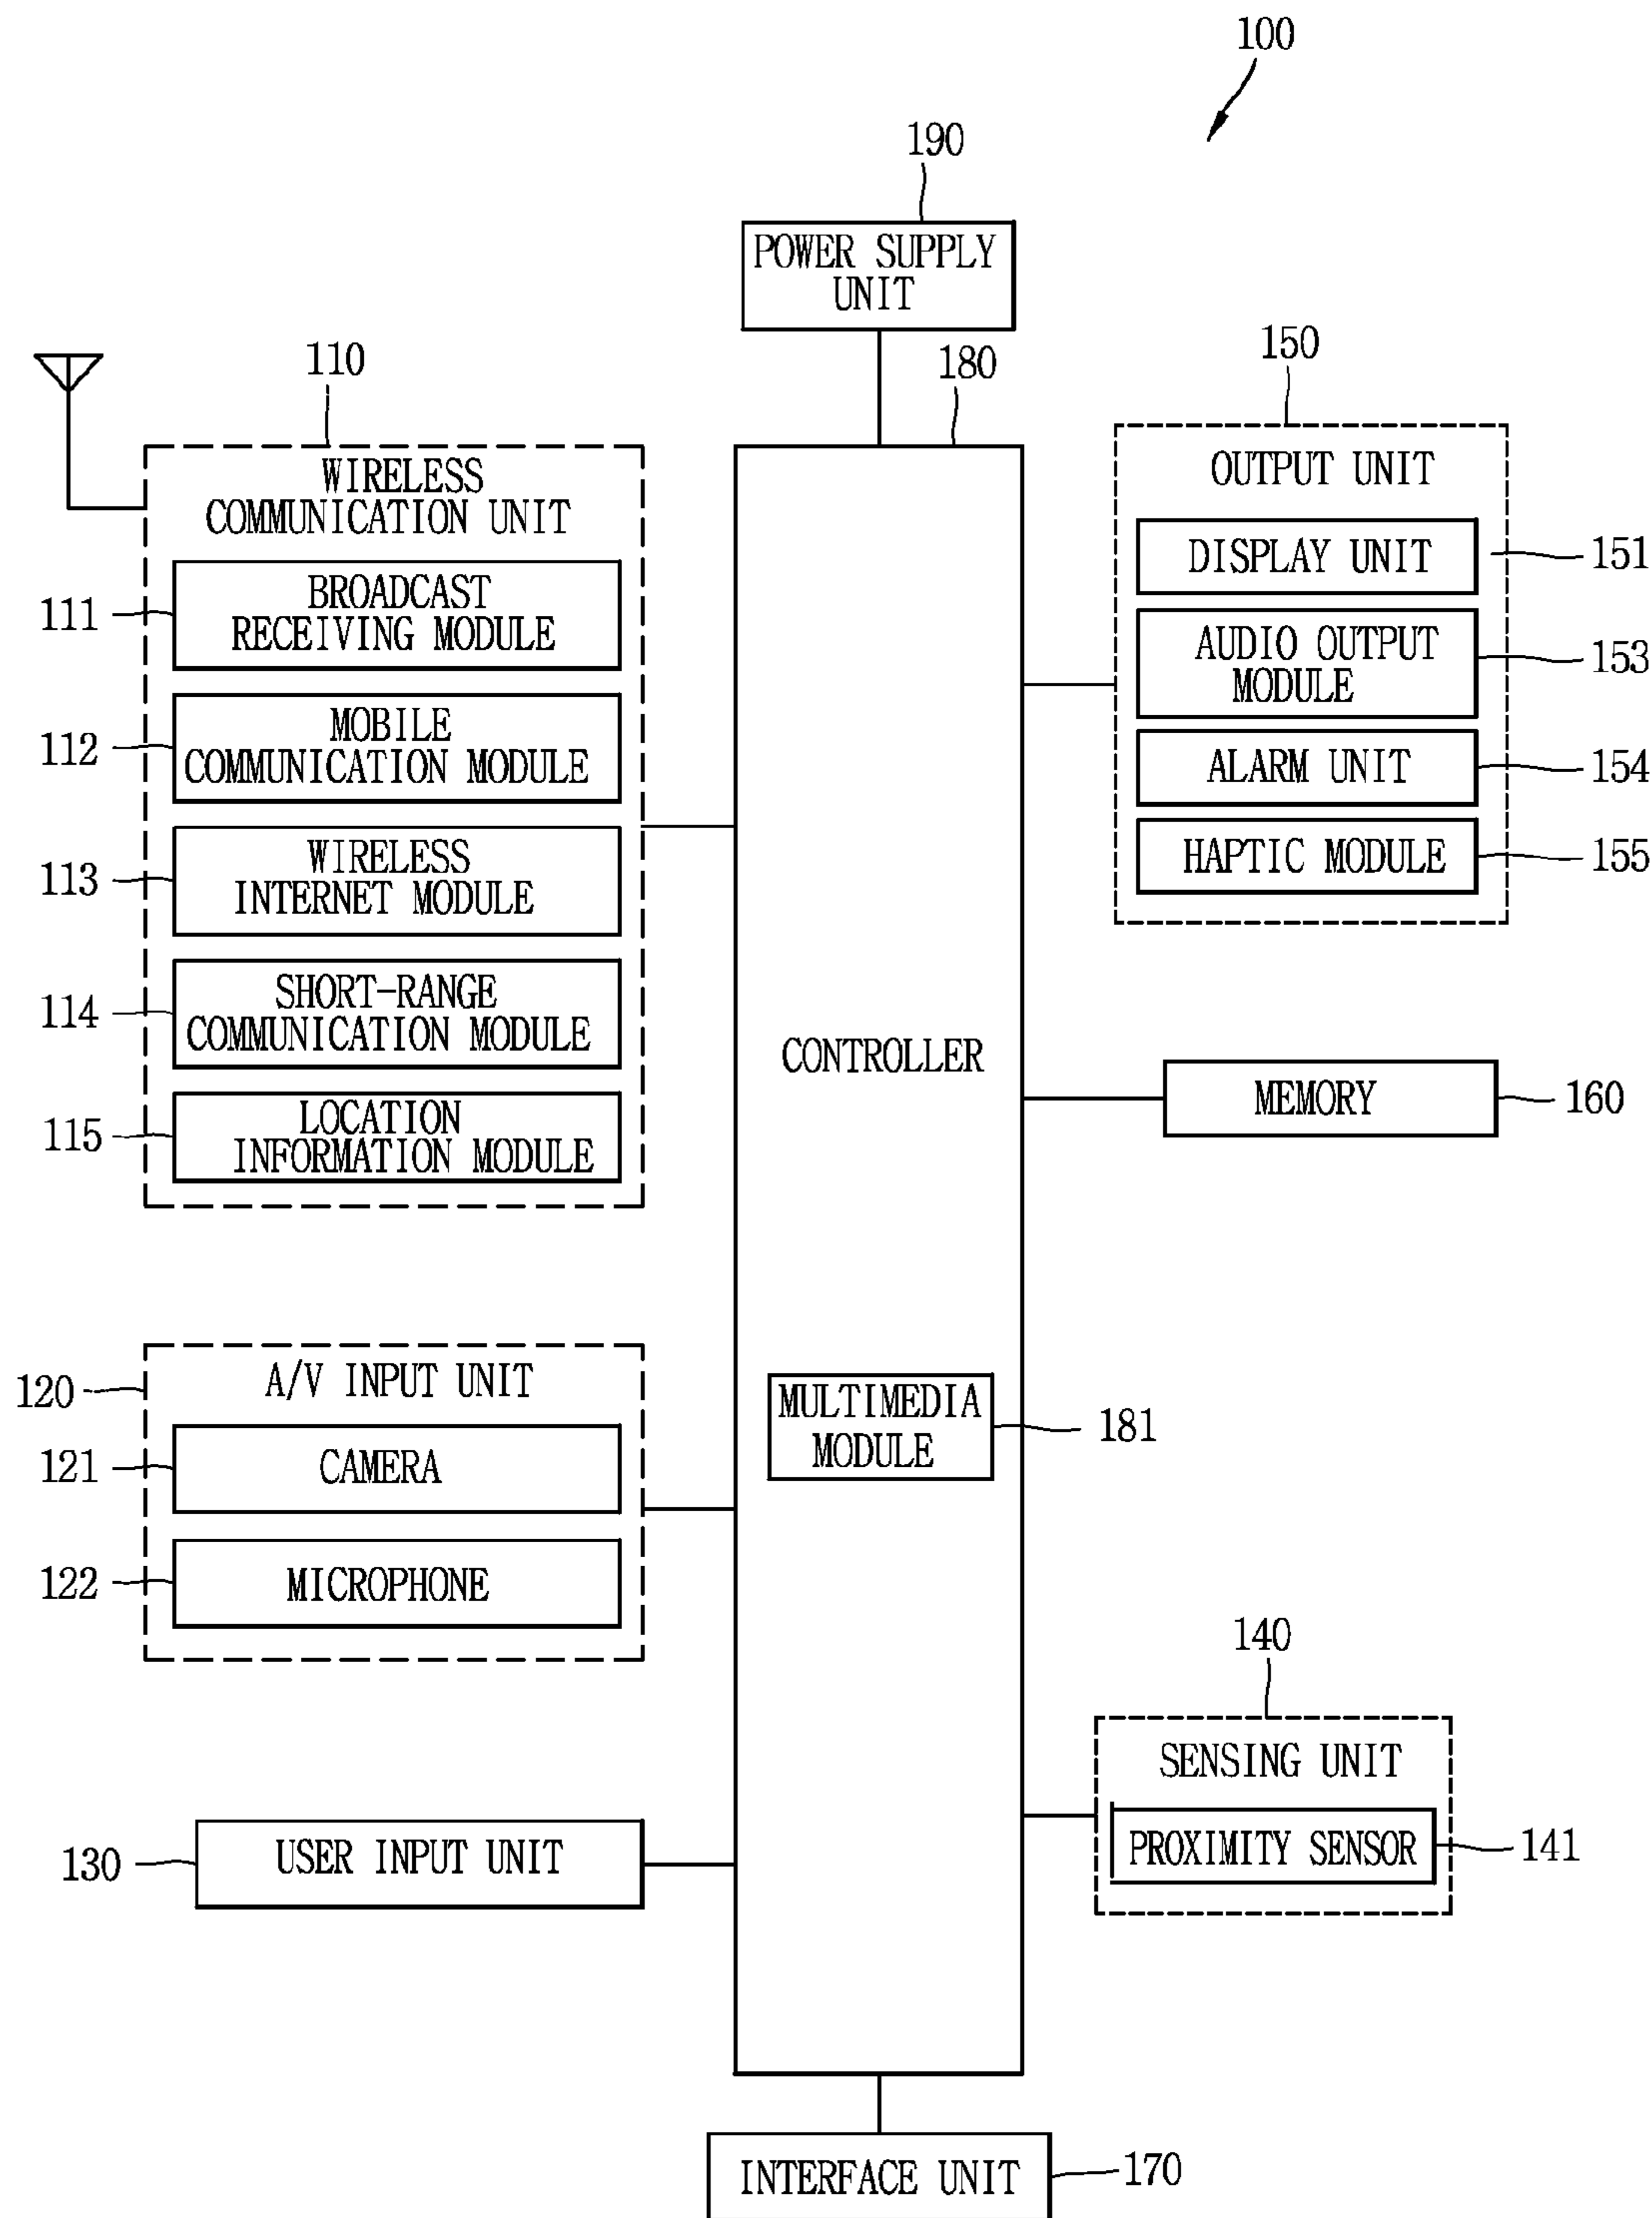 100
190
POWER SUPPLY
UNIT
110
180
150
WIRELESS
COMMUNICATION UNIT
111
BROADCAST
RECEIVING MODULE
112
MOBILE
COMMUNICATION MODULE
113
WIRELESS
INTERNET MODULE
114
SHORT-RANGE
COMMUNICATION MODULE
115
LOCATION
INFORMATION MODULE
120
A/V INPUT UNIT
121
CAMERA
122
MICROPHONE
130
USER INPUT UNIT
CONTROLLER
MULTIMEDIA
MODULE
181
OUTPUT UNIT
DISPLAY UNIT
151
AUDIO OUTPUT
MODULE
153
ALARM UNIT
154
HAPTIC MODULE
155
MEMORY
160
140
SENSING UNIT
PROXIMITY SENSOR
141
INTERFACE UNIT
170